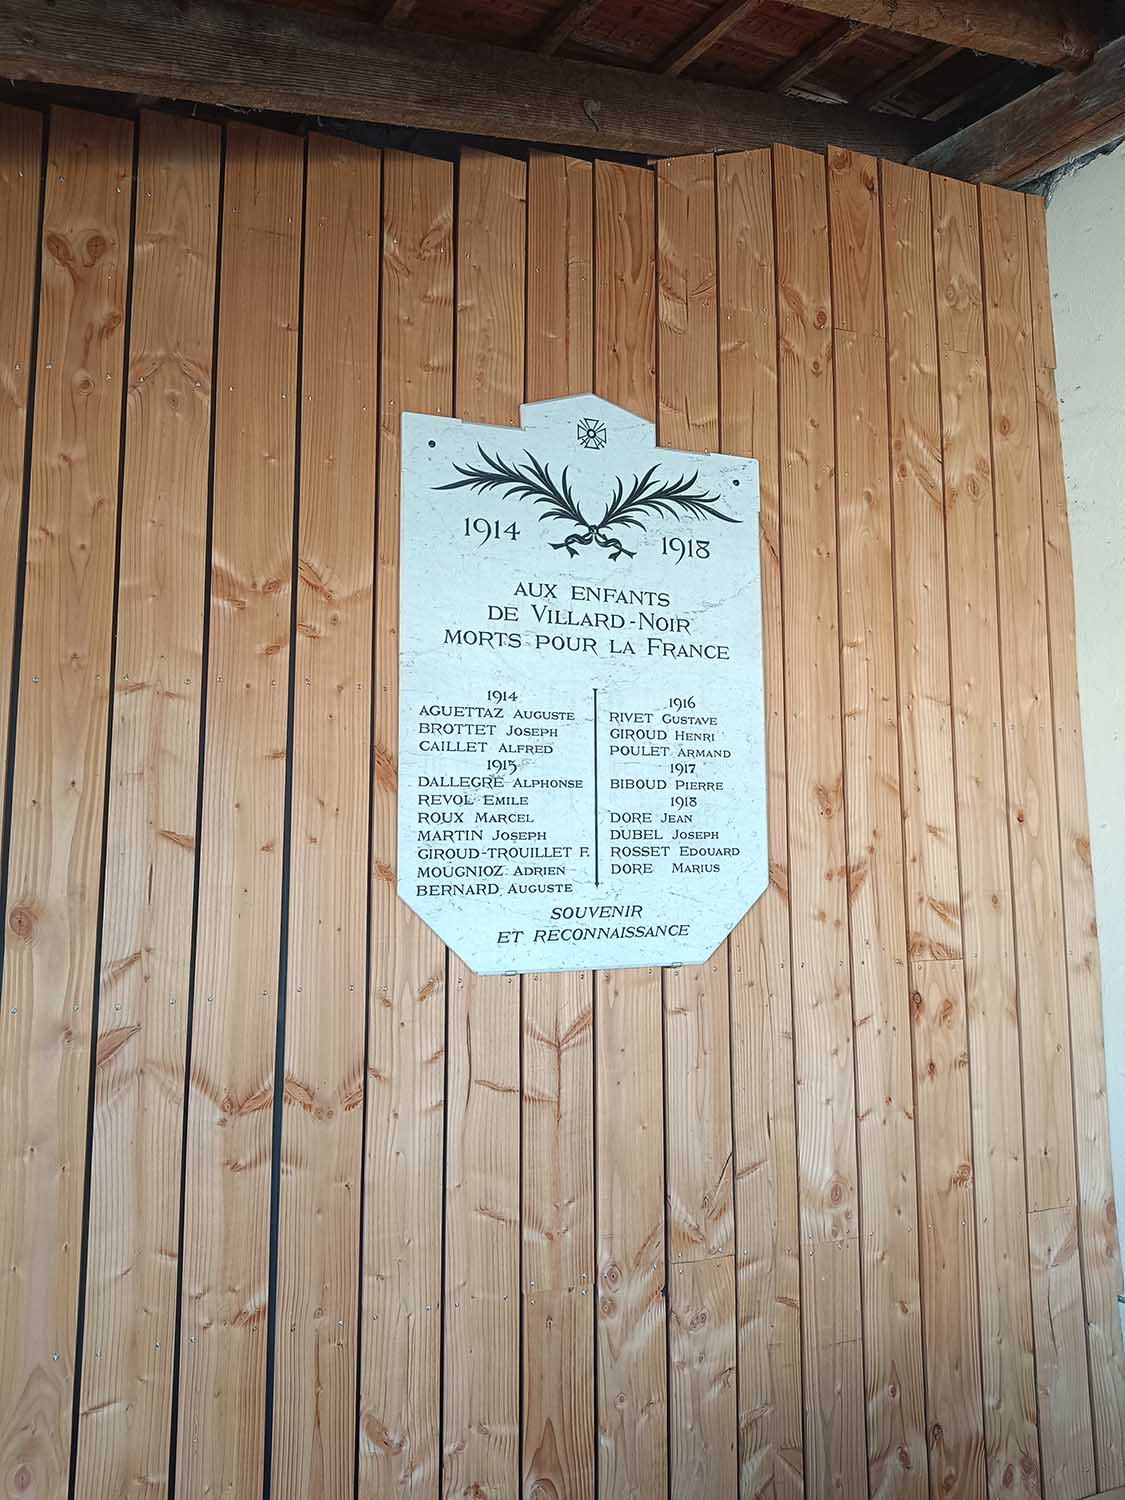 1914
1918
AUX ENFANTS
DE VILLARD-NOIR
MORTS POUR LA FRANCE
1914
AGUETTAZ AUGUSTE
BROTTET JOSEPH
CAILLET ALFRED
1915
DALLEGRE ALPHONSE
REVOL EMILE
ROUX MARCEL
MARTIN JOSEPH
GIROUD-TROUILLET F.
MOUGNIOZ ADRIEN
BERNARD AUGUSTE
1916
RIVET GUSTAVE
GIROUD HENRI
POULET ARMAND
1917
BIBOUD PIERRE
1918
DORE JEAN
DUBEL JOSEPH
ROSSET EDOUARD
DORE MARIUS
SOUVENIR
ET RECONNAISSANCE